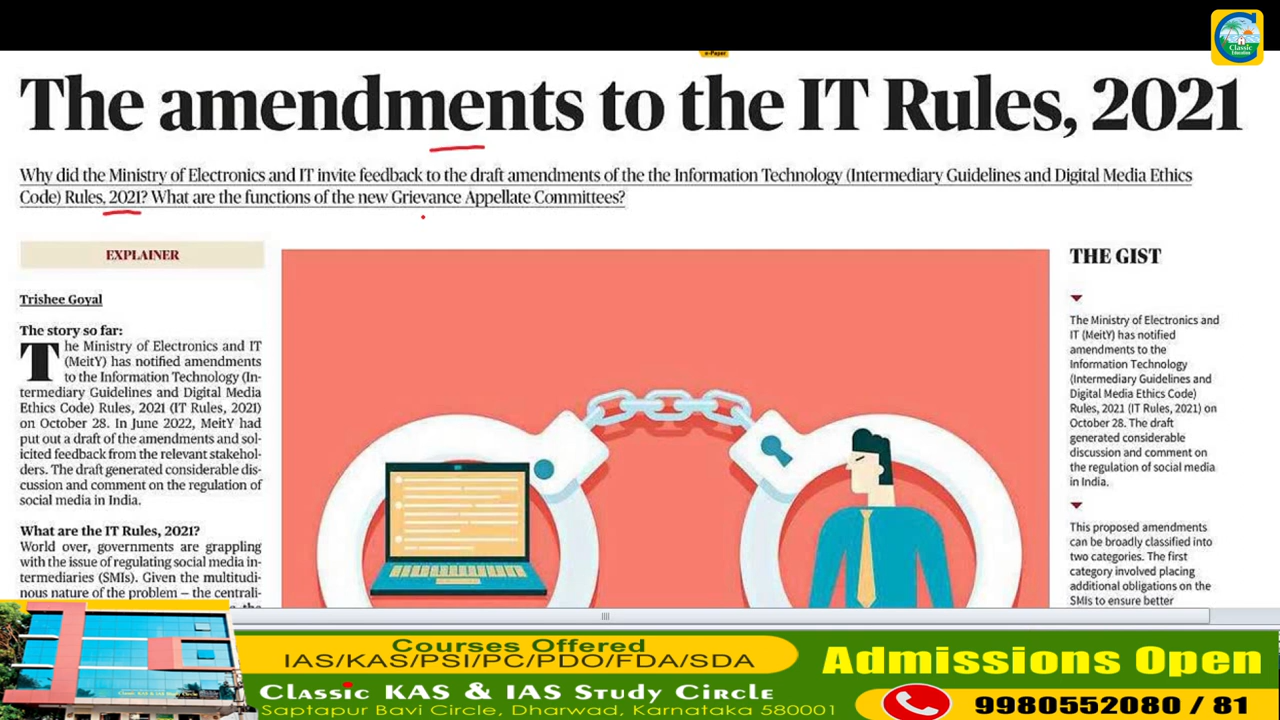 Classic
Education
e-Paper
The amendments to the IT Rules, 2021
Why did the Ministry of Electronics and IT invite feedback to the draft amendments of the the Information Technology (Intermediary Guidelines and Digital Media Ethics
Code) Rules, 2021? What are the functions of the new Grievance Appellate Committees?
EXPLAINER
Trishee Goyal
The story so far:
The Ministry of Electronics and IT
(MeitY) has notified amendments
to the Information Technology (In-
termediary Guidelines and Digital Media
Ethics Code) Rules, 2021 (IT Rules, 2021)
on October 28. In June 2022, MeitY had
put out a draft of the amendments and sol-
icited feedback from the relevant stakehol-
ders. The draft generated considerable dis-
cussion and comment on the regulation of
social media in India.
What are the IT Rules, 2021?
World over, governments are grappling
with the issue of regulating social media in-
termediaries (SMIs). Given the multitudi-
nous nature of the problem – the centrali-
THE GIST
The Ministry of Electronics and
IT (MeitY) has notified
amendments to the
Information Technology
(Intermediary Guidelines and
Digital Media Ethics Code)
Rules, 2021 (IT Rules, 2021) on
October 28. The draft
generated considerable
discussion and comment on
the regulation of social media
in India.
This proposed amendments
can be broadly classified into
two categories. The first
category involved placing
additional obligations on the
SMIs to ensure better
Courses Offered
IAS/KAS/PSI/PC/PDO/FDA/SDA
Classic KAS & IAS Study Circle
Saptapur Bavi Circle, Dharwad, Karnataka 580001
Admissions Open
9980552080 / 81